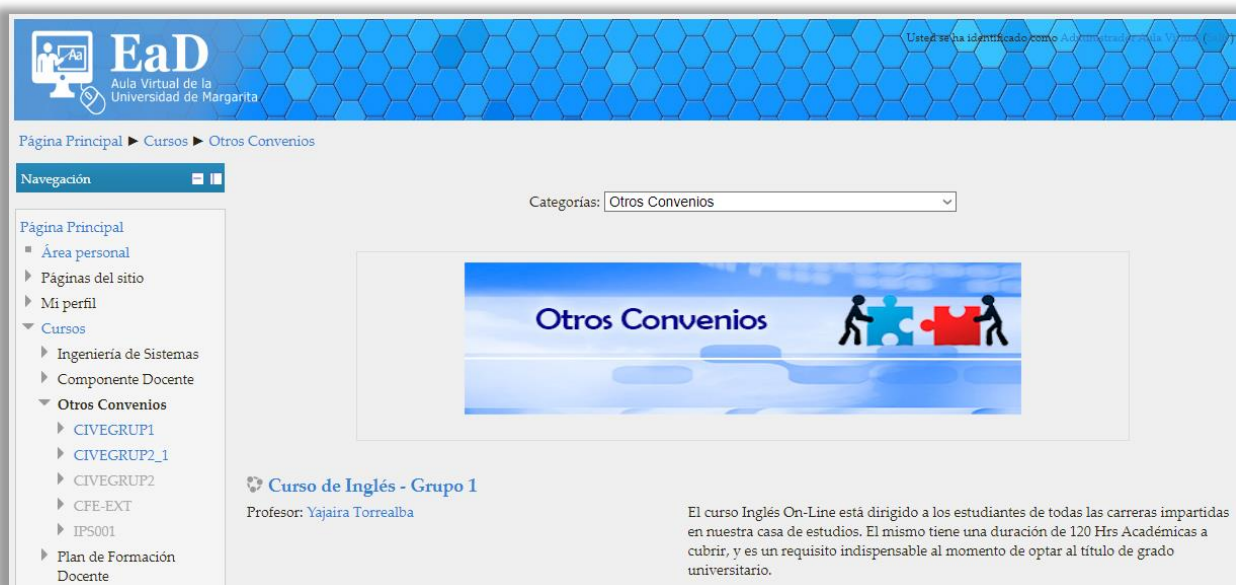 Aa
EaD
Aula Virtual de la
Universidad de Margarita
Usted se ha identificado como Administrador Aula Virtual
Página Principal ► Cursos ► Otros Convenios
Navegación
Categorías: Otros Convenios
Página Principal
Área personal
Páginas del sitio
Mi perfil
Cursos
Ingeniería de Sistemas
Componente Docente
Otros Convenios
CIVEGRUP1
CIVEGRUP2_1
CIVEGRUP2
CFE-EXT
IPS001
Plan de Formación
Docente
Otros Convenios
Curso de Inglés - Grupo 1
Profesor: Yajaira Torrealba
El curso Inglés On-Line está dirigido a los estudiantes de todas las carreras impartidas
en nuestra casa de estudios. El mismo tiene una duración de 120 Hrs Académicas a
cubrir, y es un requisito indispensable al momento de optar al título de grado
universitario.